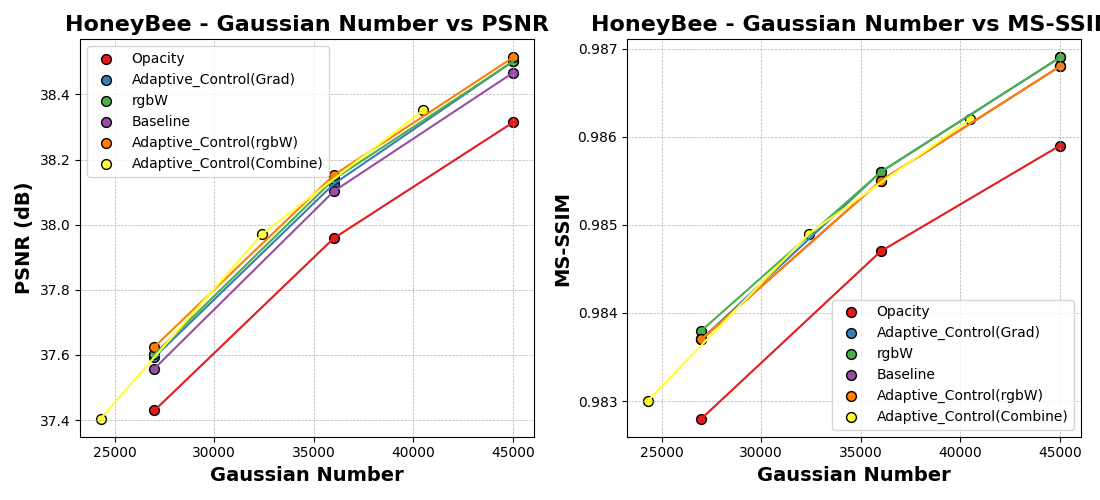 HoneyBee - Gaussian Number vs PSNR
38.4
38.2
38.0
37.8
37.6
37.4
PSNR (dB)
Opacity
Adaptive_Control(Grad)
rgbW
Baseline
Adaptive_Control(rgbW)
Adaptive_Control(Combine)
25000 30000 35000 40000 45000
Gaussian Number
HoneyBee - Gaussian Number vs MS-SSI
0.987
0.986
0.985
0.984
0.983
MS-SSIM
Opacity
Adaptive_Control(Grad)
rgbW
Baseline
Adaptive_Control(rgbW)
Adaptive_Control(Combine)
25000 30000 35000 40000 45000
Gaussian Number